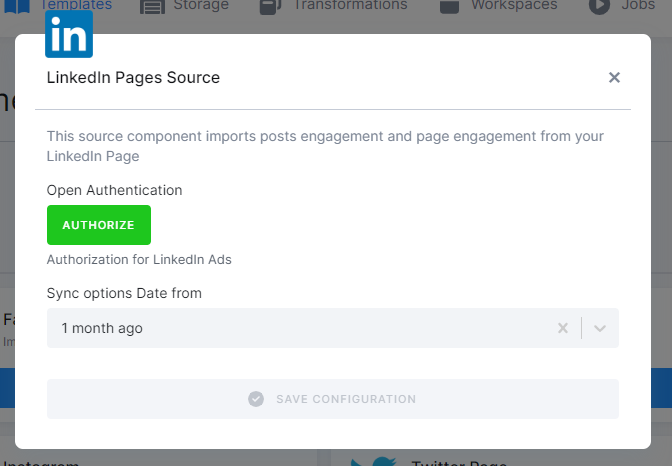 Templates
Storage
Transformations
Workspaces
Jobs
in
LinkedIn Pages Source
This source component imports posts engagement and page engagement from your
LinkedIn Page
Open Authentication
AUTHORIZE
Authorization for LinkedIn Ads
Sync options Date from
1 month ago
SAVE CONFIGURATION
Instagram
Twitter Page